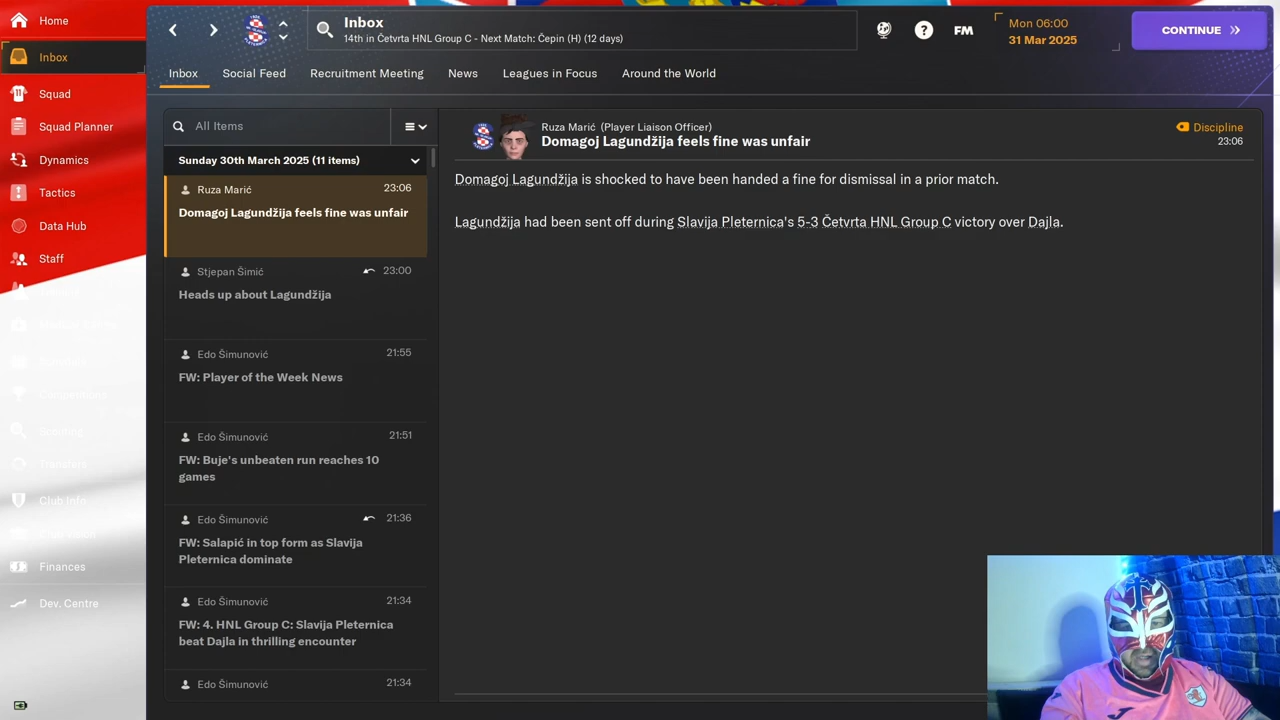 Home
Inbox
Squad
Squad Planner
Dynamics
Tactics
Data Hub
Staff
Scouting
Transfers
Club Info
Club Vision
Finances
Dev. Centre
Inbox
14th in Četvrta HNL Group C - Next Match: Čepin (H) (12 days)
?
FM
Mon 06:00
31 Mar 2025
CONTINUE
Inbox
Social Feed
Recruitment Meeting
News
Leagues in Focus
Around the World
All Items
Sunday 30th March 2025 (11 items)
Ruza Marić 23:06
Domagoj Lagundžija feels fine was unfair
Stjepan Šimić 23:00
Heads up about Lagundžija
Edo Šimunović 21:55
FW: Player of the Week News
Edo Šimunović 21:51
FW: Buje's unbeaten run reaches 10
games
Edo Šimunović 21:36
FW: Salapić in top form as Slavija
Pleternica dominate
Edo Šimunović 21:34
FW: 4. HNL Group C: Slavija Pleternica
beat Dajla in thrilling encounter
Edo Šimunović 21:34
Ruza Marić (Player Liaison Officer)
Domagoj Lagundžija feels fine was unfair
Discipline
23:06
Domagoj Lagundžija is shocked to have been handed a fine for dismissal in a prior match.
Lagundžija had been sent off during Slavija Pleternica's 5-3 Četvrta HNL Group C victory over Dajla.